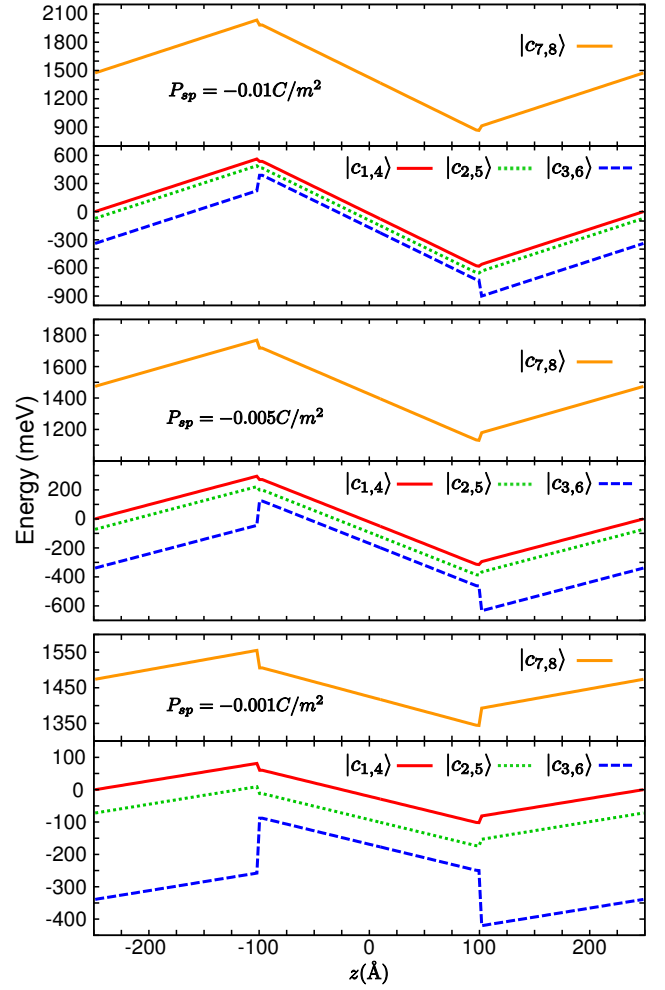 2100
1800
1500
1200
900
|c7,8⟩
Psp = −0.01C/m²
600
300
0
-300
-600
-900
|c1,4⟩ |c2,5⟩ |c3,6⟩
1800
1600
1400
1200
|c7,8⟩
Psp = −0.005C/m²
200
0
-200
-400
-600
|c1,4⟩ |c2,5⟩ |c3,6⟩
1550
1450
1350
|c7,8⟩
Psp = −0.001C/m²
100
0
-100
-200
-300
-400
|c1,4⟩ |c2,5⟩ |c3,6⟩
-200 -100 0 100 200
z(Å)
Energy (meV)